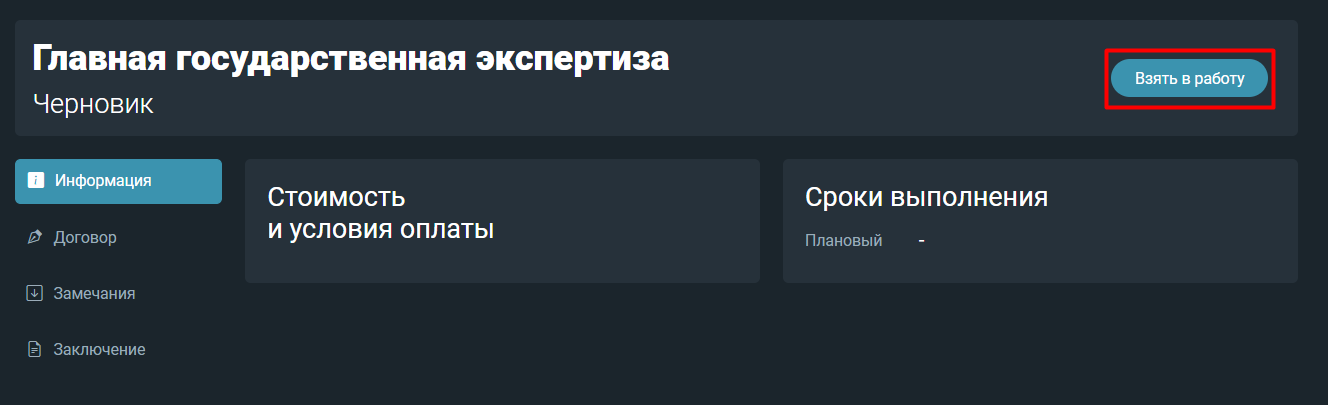 Главная государственная экспертиза
Черновик
Взять в работу
Информация
Договор
Замечания
Заключение
Стоимость
и условия оплаты
Сроки выполнения
Плановый -